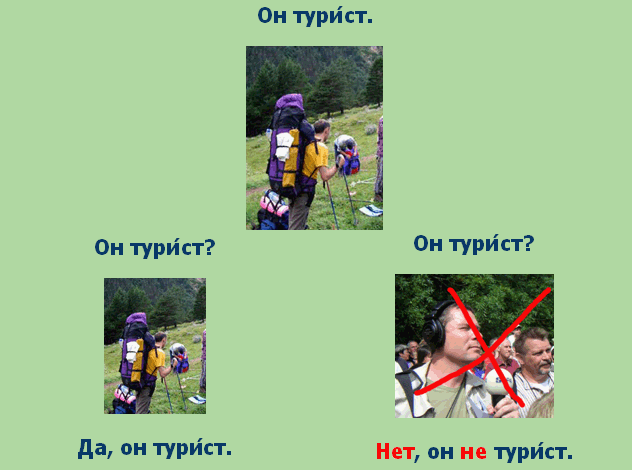 Он тури́ст.
Он тури́ст?
Он тури́ст?
Да, он тури́ст.
Нет, он не тури́ст.